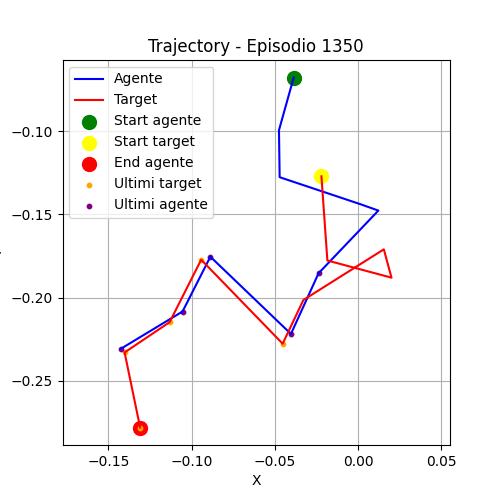 Trajectory - Episodio 1350
Agente
Target
Start agente
Start target
End agente
Ultimi target
Ultimi agente
−0.10
−0.15
−0.20
−0.25
−0.15
−0.10
−0.05
0.00
0.05
X